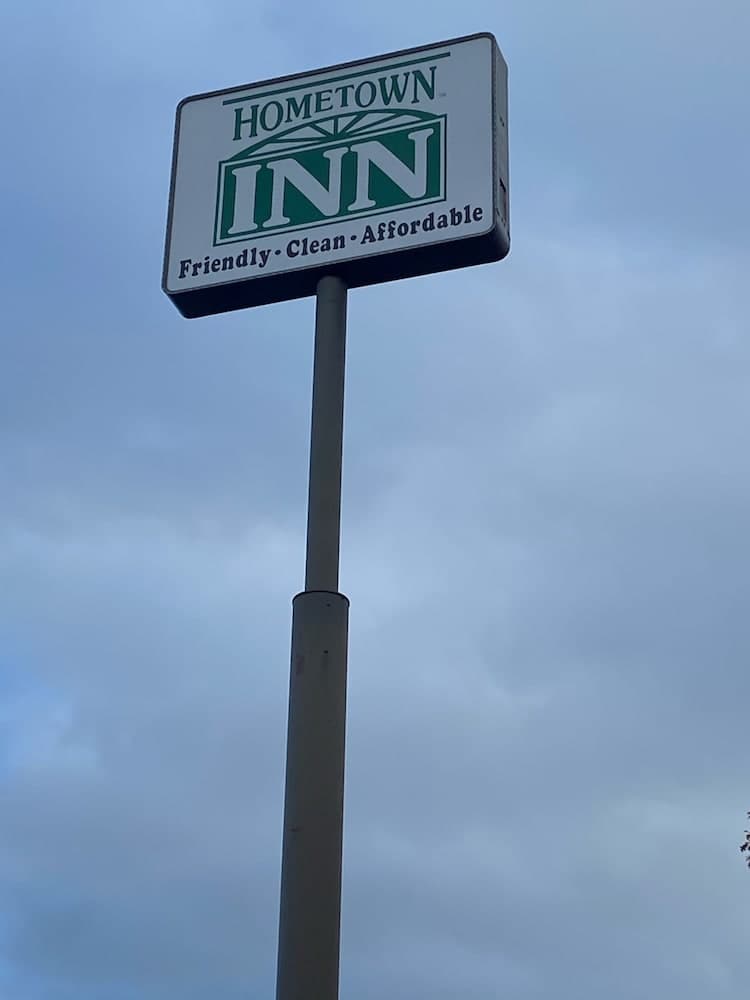 HOMETOWN
INN
Friendly · Clean · Affordable